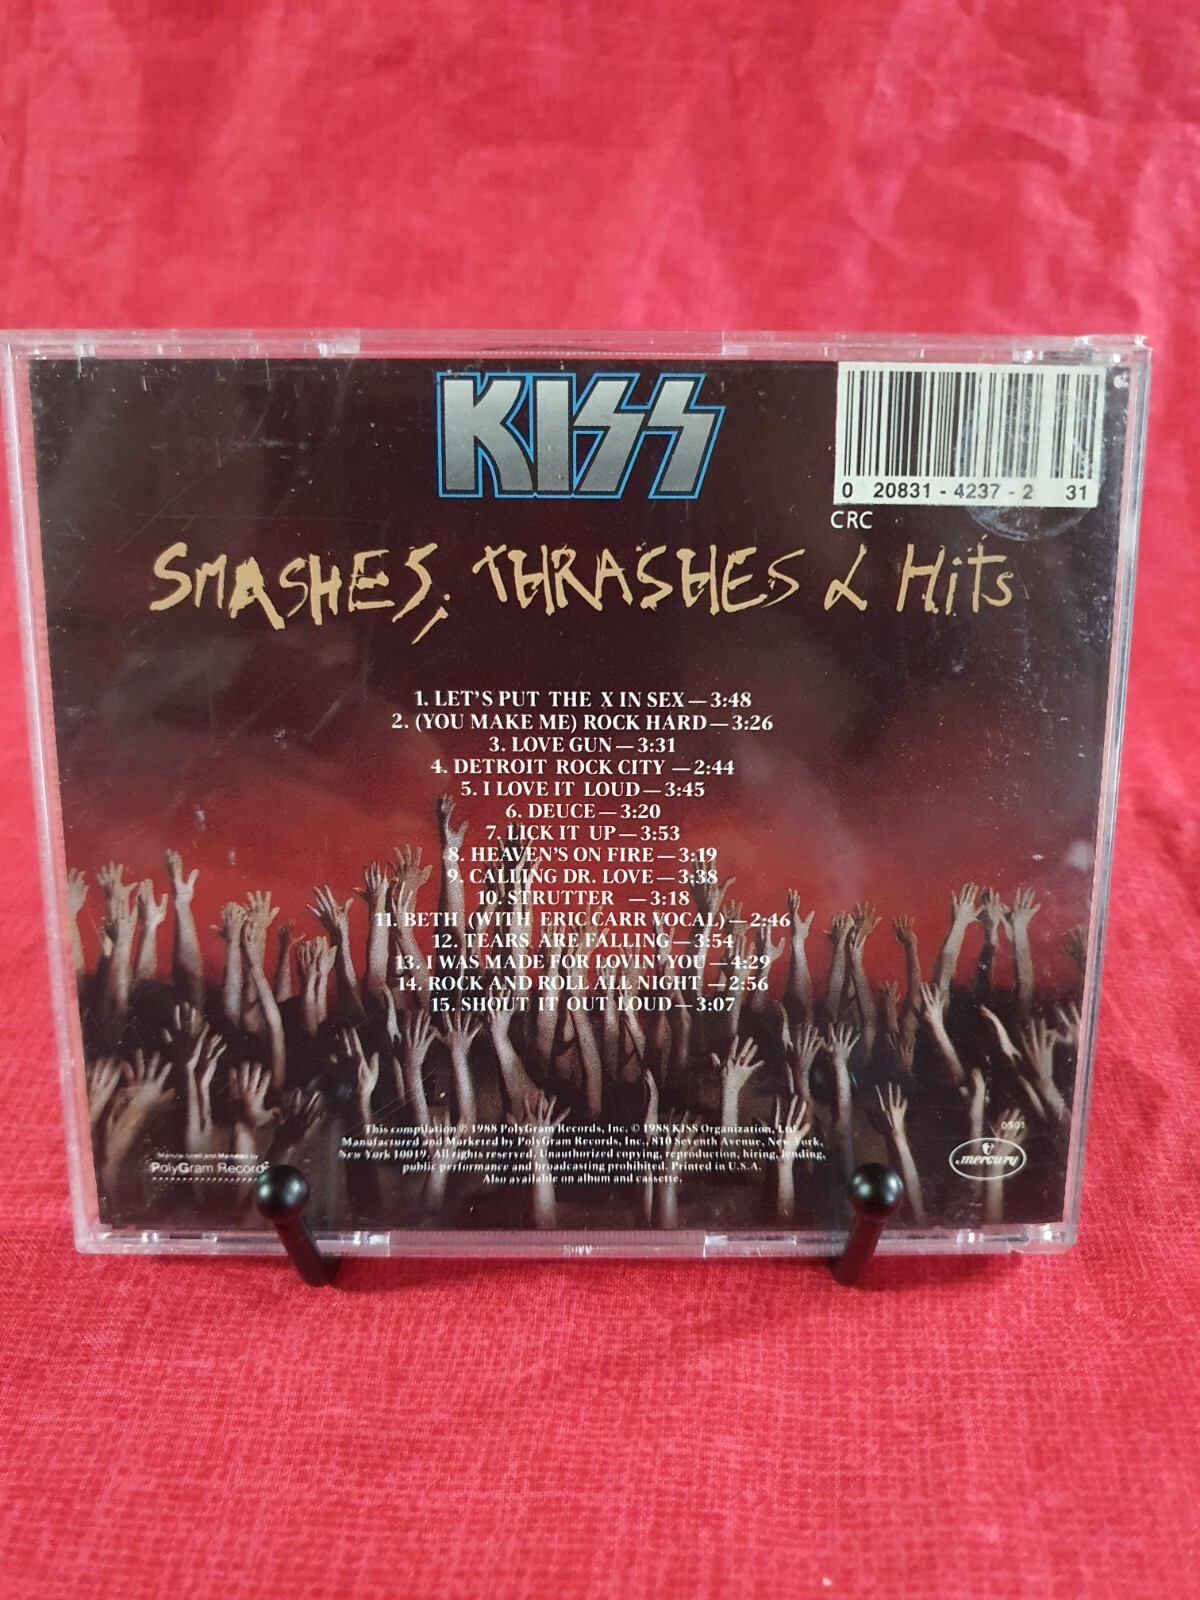 KISS
0 20831 - 4237 - 2 31
CRC
SMASHES, THRASHES & HiTs
1. LET'S PUT THE X IN SEX — 3:48
2. (YOU MAKE ME) ROCK HARD — 3:26
3. LOVE GUN — 3:31
4. DETROIT ROCK CITY — 2:44
5. I LOVE IT LOUD — 3:45
6. DEUCE — 3:20
7. LICK IT UP — 3:53
8. HEAVEN'S ON FIRE — 3:19
9. CALLING DR. LOVE — 3:38
10. STRUTTER — 3:18
11. BETH (WITH ERIC CARR VOCAL) — 2:46
12. TEARS ARE FALLING — 3:54
13. I WAS MADE FOR LOVIN' YOU — 4:29
14. ROCK AND ROLL ALL NIGHT — 2:56
15. SHOUT IT OUT LOUD — 3:07
This compilation ℗ 1988 PolyGram Records, Inc. © 1988 KISS Organization, Ltd.
Manufactured and Marketed by PolyGram Records, Inc., 810 Seventh Avenue, New York,
New York 10019. All rights reserved. Unauthorized copying, reproduction, hiring, lending,
public performance and broadcasting prohibited. Printed in U.S.A.
Also available on album and cassette.
Manufactured and Marketed by
PolyGram Records
0501
mercury